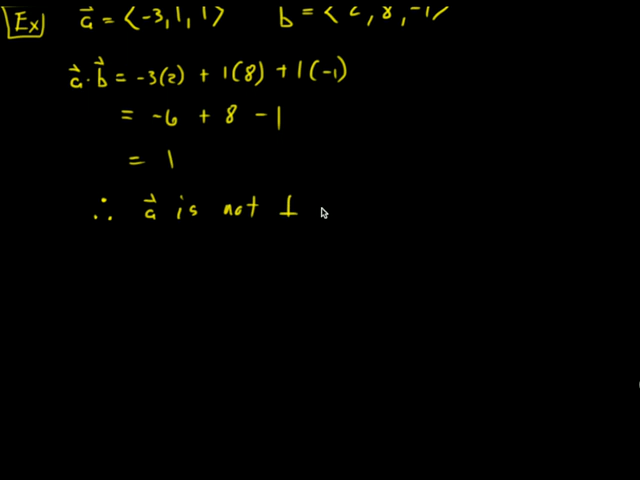 Ex) a⃗ = ⟨-3, 1, 1⟩ b = ⟨2, 8, -1⟩
a⃗ · b⃗ = -3(2) + 1(8) + 1(-1)
= -6 + 8 - 1
= 1
∴ a⃗ is not ⊥